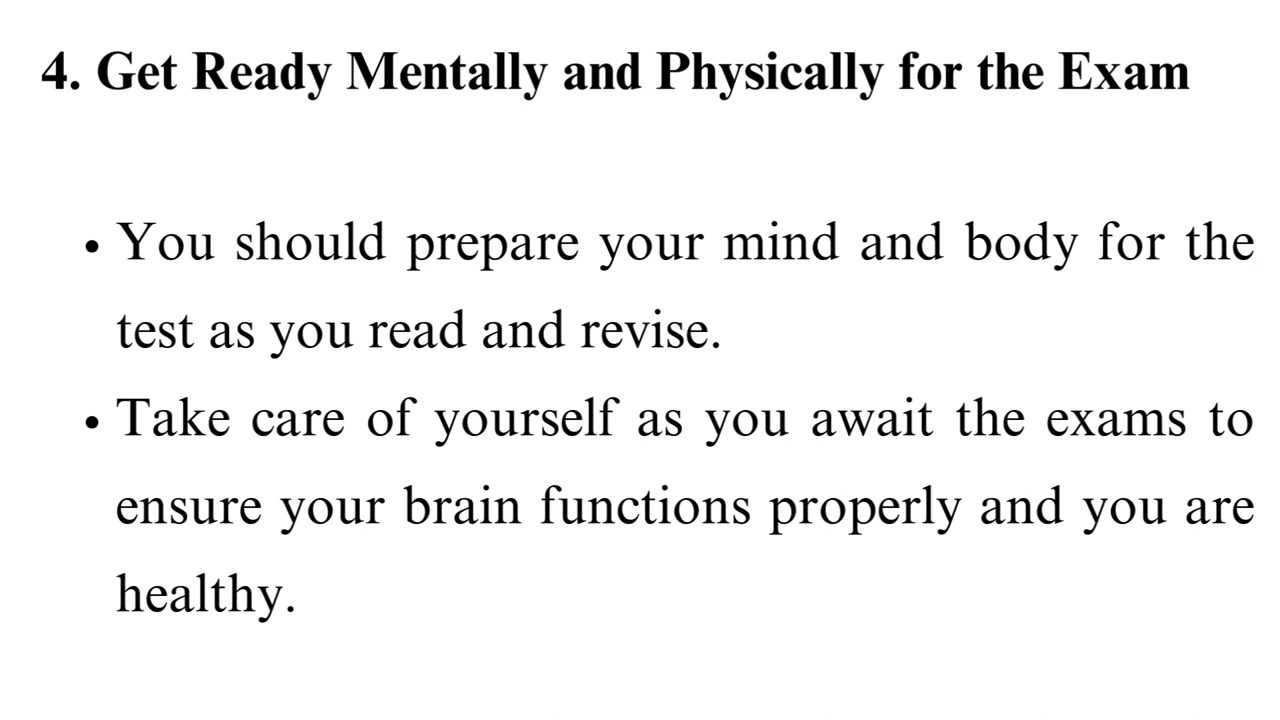 4. Get Ready Mentally and Physically for the Exam
• You should prepare your mind and body for the
test as you read and revise.
• Take care of yourself as you await the exams to
ensure your brain functions properly and you are
healthy.